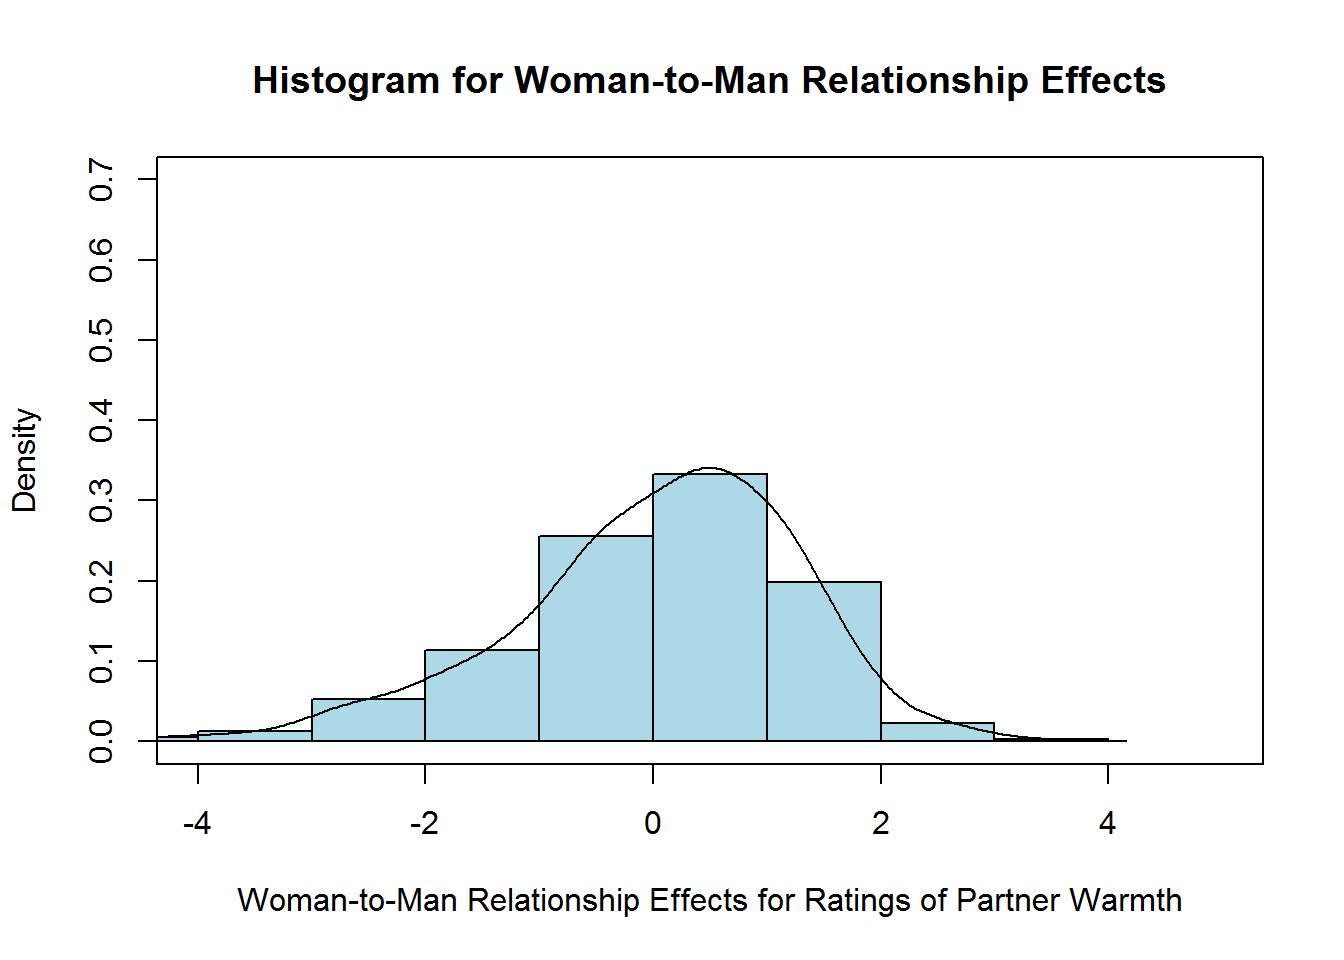 Histogram for Woman-to-Man Relationship Effects
Density
0.7
0.6
0.5
0.4
0.3
0.2
0.1
0.0
-4 -2 0 2 4
Woman-to-Man Relationship Effects for Ratings of Partner Warmth